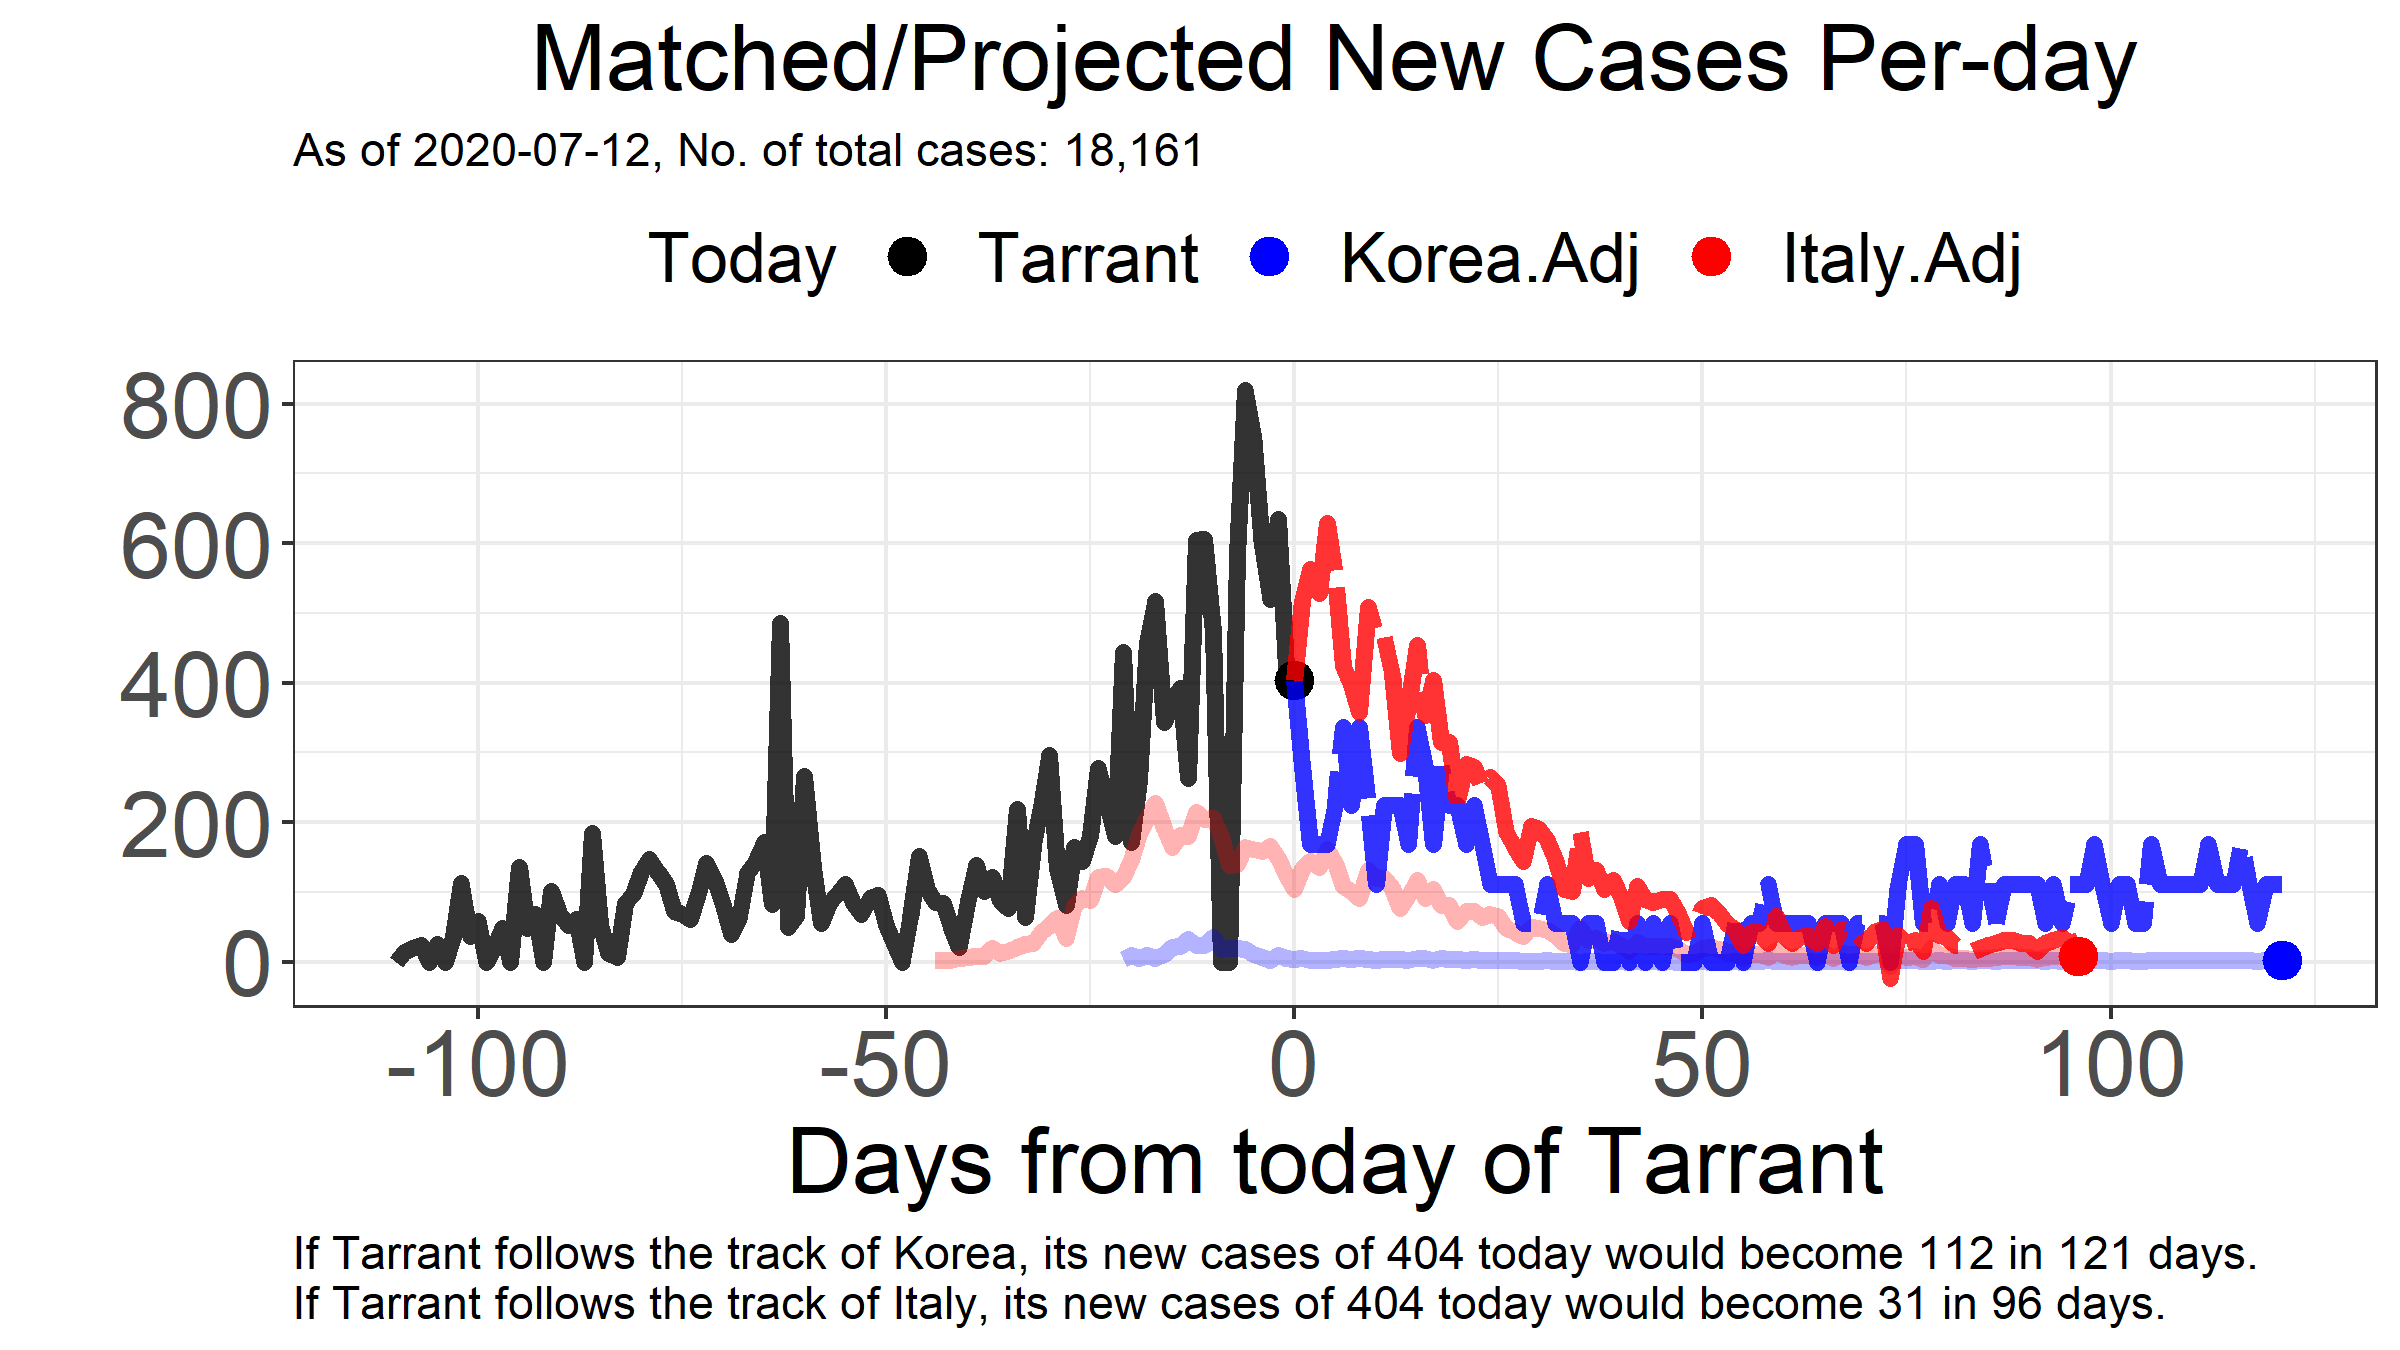 Matched/Projected New Cases Per-day
As of 2020-07-12, No. of total cases: 18,161
Today Tarrant Korea.Adj Italy.Adj
800
600
400
200
0
-100 -50 0 50 100
Days from today of Tarrant
If Tarrant follows the track of Korea, its new cases of 404 today would become 112 in 121 days.
If Tarrant follows the track of Italy, its new cases of 404 today would become 31 in 96 days.